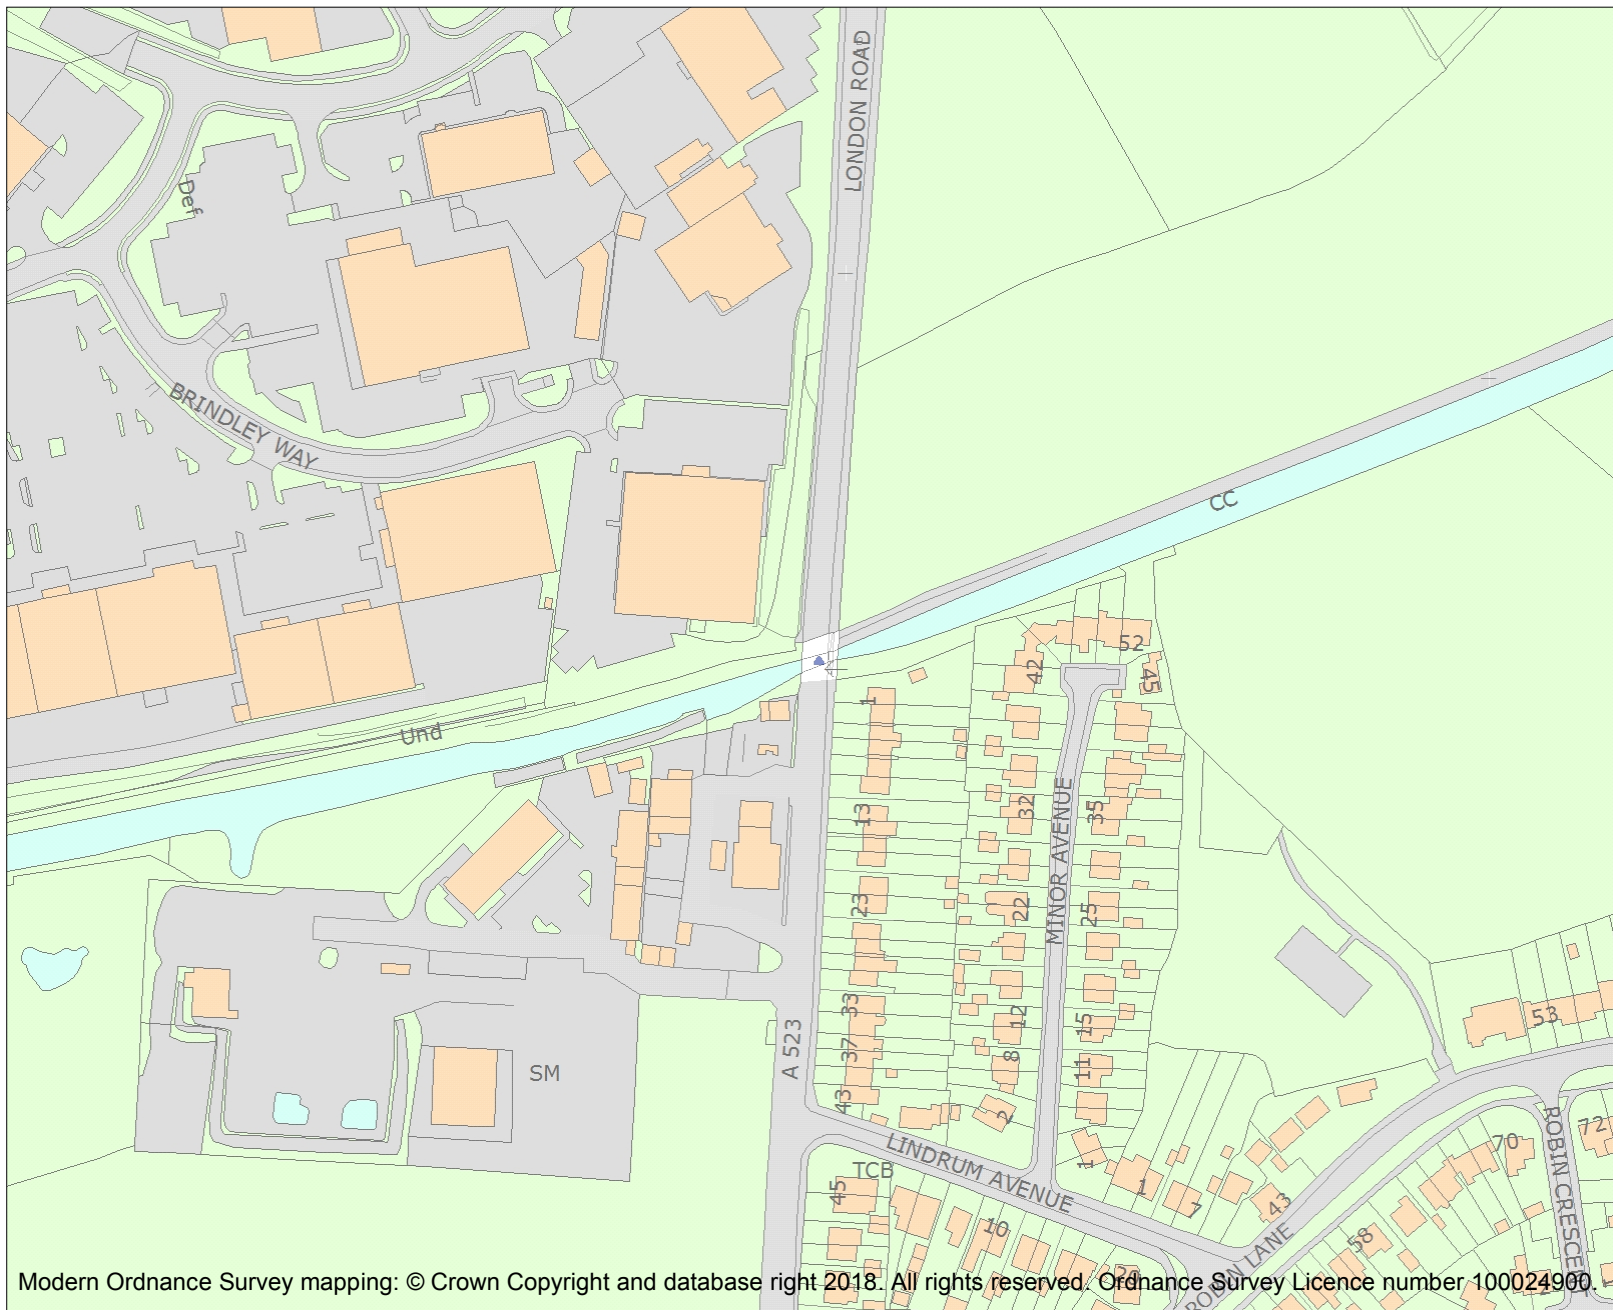 LONDON ROAD
Def
BRINDLEY WAY
CC
52
42
45
1
Und
MINOR AVENUE
32
35
13
23
22
25
33
12
15
53
37
8
11
A 523
SM
43
2
LINDRUM AVENUE
TCB
1
1
7
43
45
10
70
72
ROBIN CRESCENT
58
ROBIN LANE
Modern Ordnance Survey mapping: © Crown Copyright and database right 2018. All rights reserved. Ordnance Survey Licence number 100024900.